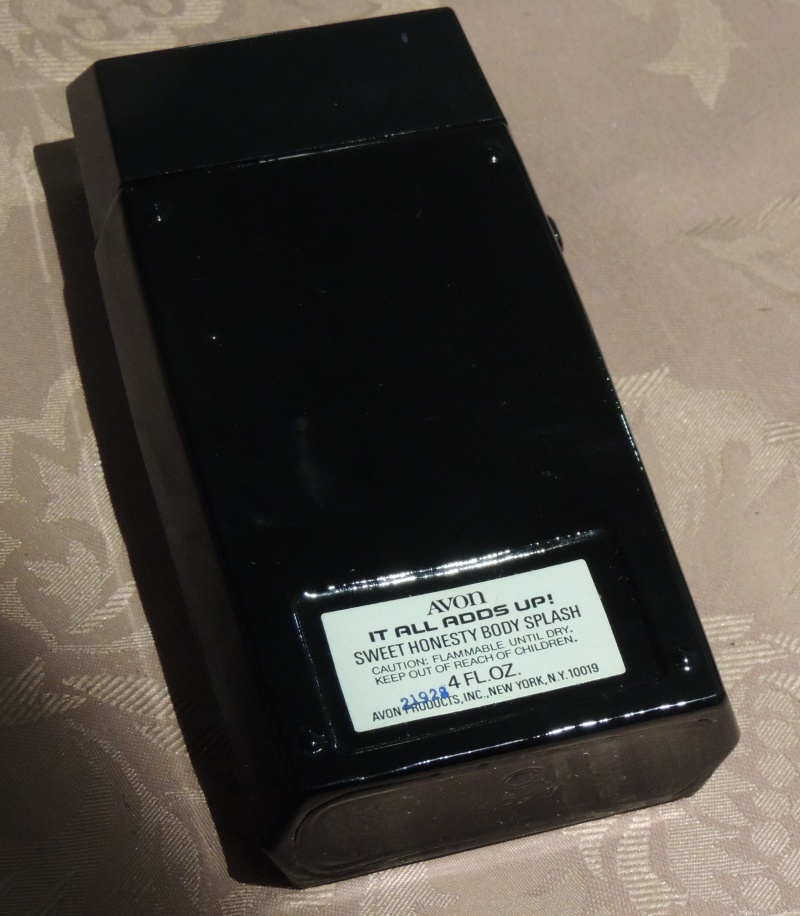 AVON
IT ALL ADDS UP!
SWEET HONESTY BODY SPLASH
CAUTION: FLAMMABLE UNTIL DRY.
KEEP OUT OF REACH OF CHILDREN.
4 FL.OZ.
AVON PRODUCTS, INC., NEW YORK, N.Y. 10019